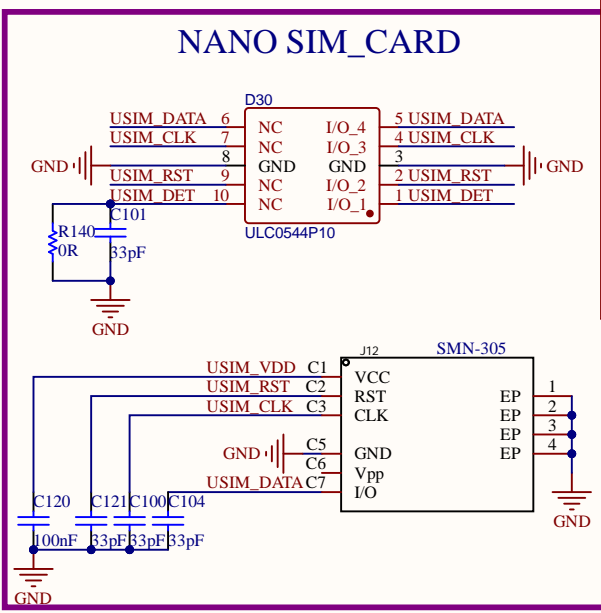 NANO SIM_CARD
D30
USIM_DATA 6 NC I/O_4 5 USIM_DATA
USIM_CLK 7 NC I/O_3 4 USIM_CLK
GND 8 GND GND 3 GND
USIM_RST 9 NC I/O_2 2 USIM_RST
USIM_DET 10 NC I/O_1 1 USIM_DET
ULC0544P10
C101
R140
0R
33pF
GND
J12 SMN-305
USIM_VDD C1 VCC
USIM_RST C2 RST EP 1
USIM_CLK C3 CLK EP 2
EP 3
GND C5 GND EP 4
C6 Vpp
USIM_DATA C7 I/O
C120 C121 C100 C104
100nF 33pF 33pF 33pF
GND
GND